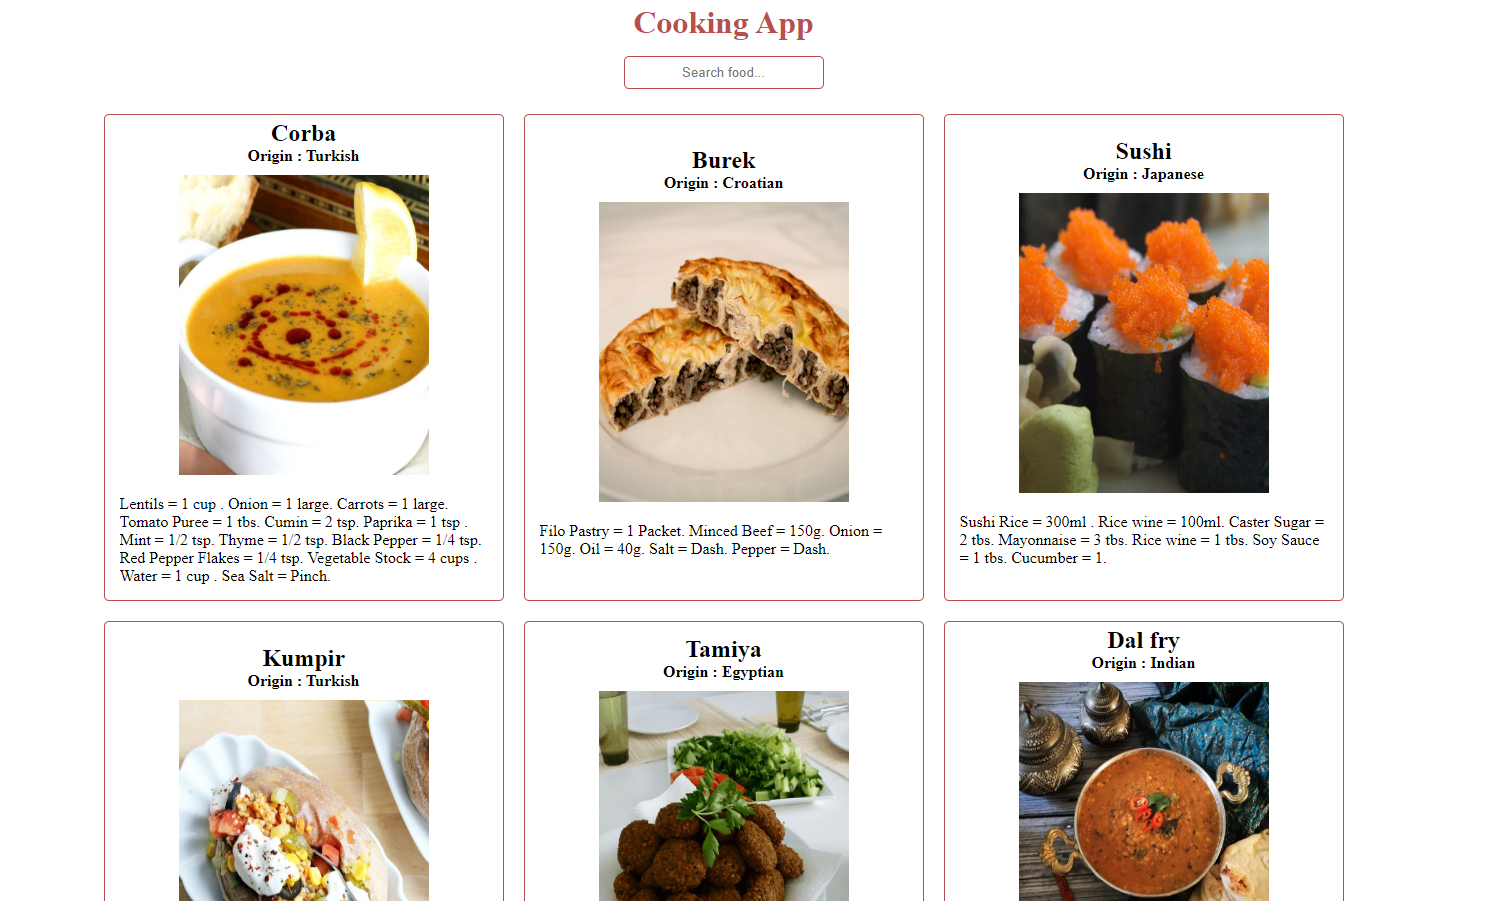 Cooking App
Search food...
Corba
Origin : Turkish
Lentils = 1 cup . Onion = 1 large. Carrots = 1 large.
Tomato Puree = 1 tbs. Cumin = 2 tsp. Paprika = 1 tsp .
Mint = 1/2 tsp. Thyme = 1/2 tsp. Black Pepper = 1/4 tsp.
Red Pepper Flakes = 1/4 tsp. Vegetable Stock = 4 cups .
Water = 1 cup . Sea Salt = Pinch.
Burek
Origin : Croatian
Filo Pastry = 1 Packet. Minced Beef = 150g. Onion =
150g. Oil = 40g. Salt = Dash. Pepper = Dash.
Sushi
Origin : Japanese
Sushi Rice = 300ml . Rice wine = 100ml. Caster Sugar =
2 tbs. Mayonnaise = 3 tbs. Rice wine = 1 tbs. Soy Sauce
= 1 tbs. Cucumber = 1.
Kumpir
Origin : Turkish
Tamiya
Origin : Egyptian
Dal fry
Origin : Indian